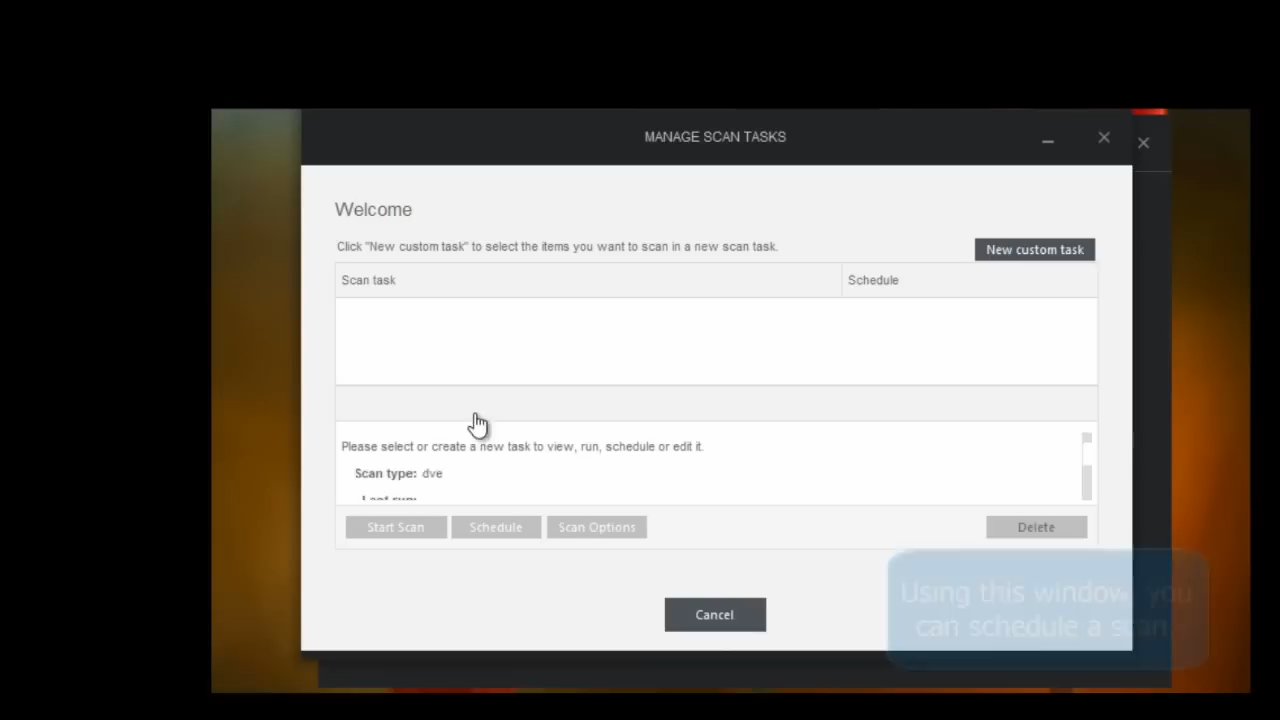 MANAGE SCAN TASKS
Welcome
Click "New custom task" to select the items you want to scan in a new scan task.
New custom task
Scan task
Schedule
Please select or create a new task to view, run, schedule or edit it.
Scan type: dve
Last run:
Start Scan
Schedule
Scan Options
Delete
Cancel
Using this window, you
can schedule a scan